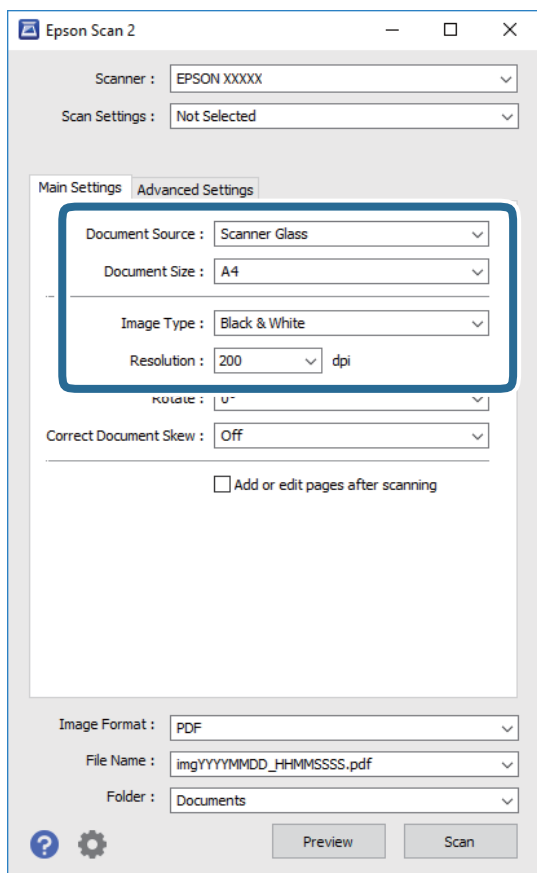 Epson Scan 2
Scanner : EPSON XXXXX
Scan Settings : Not Selected
Main Settings Advanced Settings
Document Source : Scanner Glass
Document Size : A4
Image Type : Black & White
Resolution : 200 dpi
Rotate : 0°
Correct Document Skew : Off
Add or edit pages after scanning
Image Format : PDF
File Name : imgYYYYMMDD_HHMMSSSS.pdf
Folder : Documents
? Preview Scan